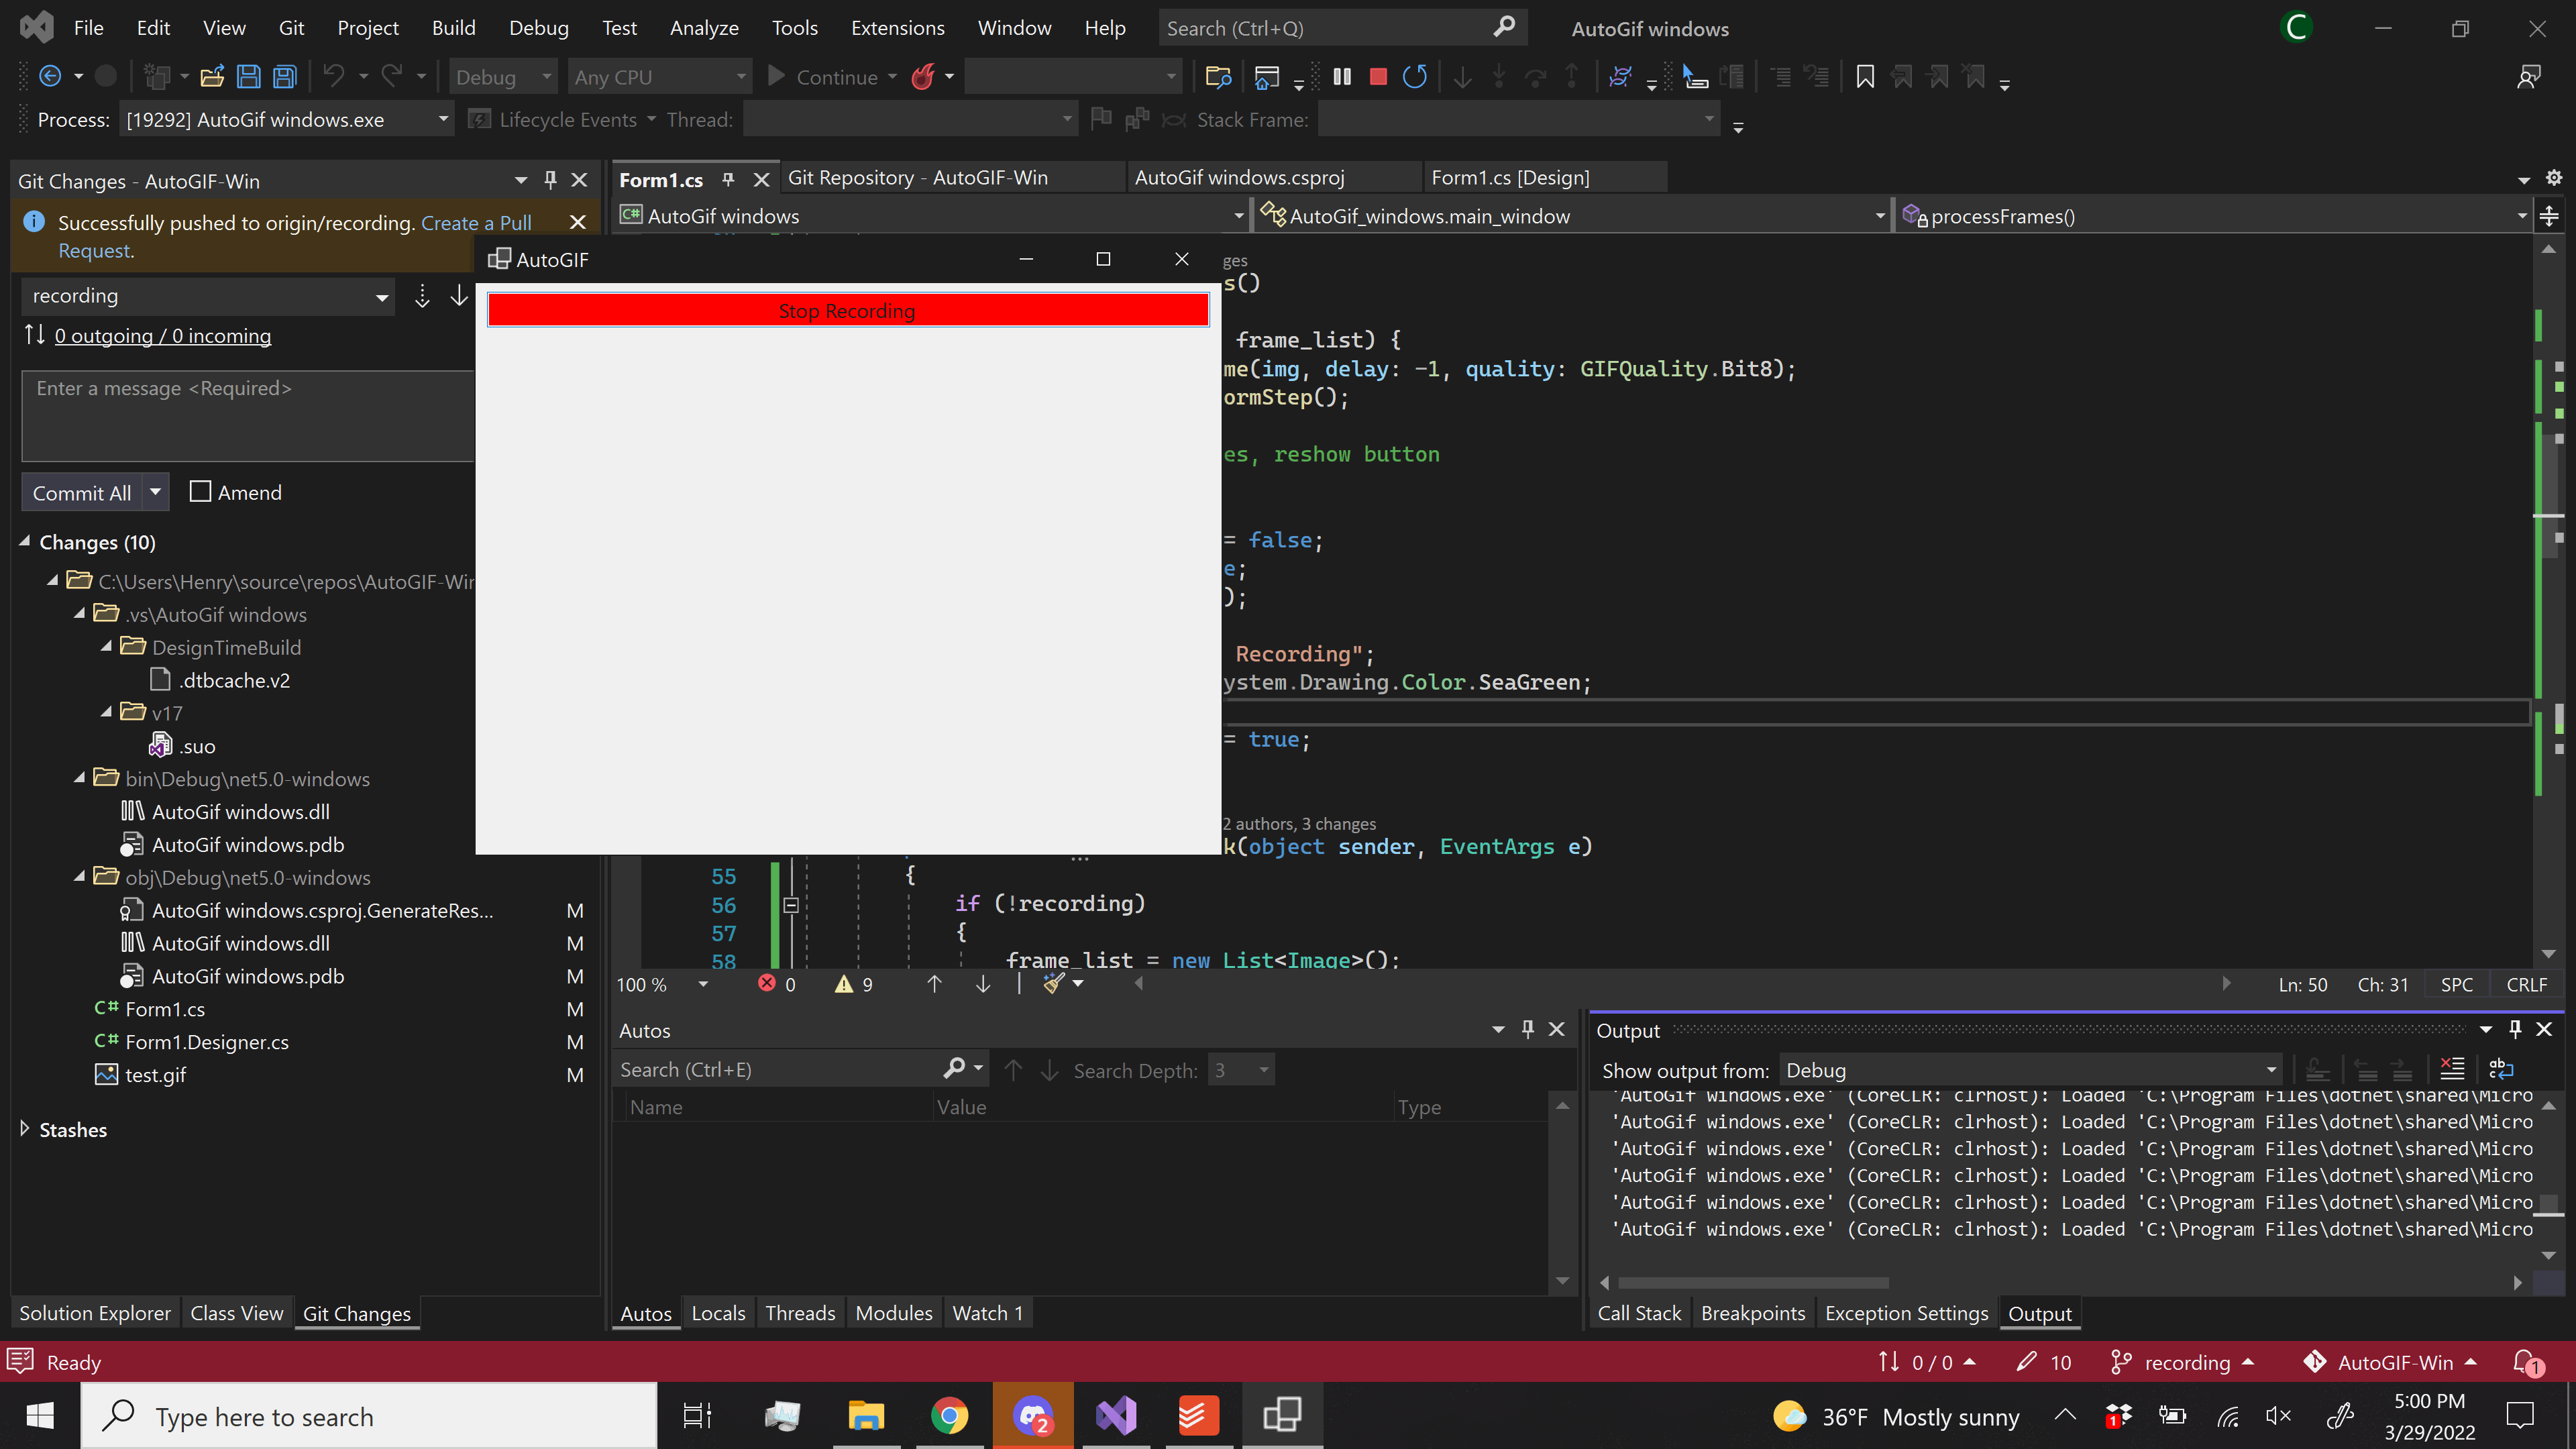 File Edit View Git Project Build Debug Test Analyze Tools Extensions Window Help Search (Ctrl+Q) AutoGif windows C
Debug Any CPU Continue
Process: [19292] AutoGif windows.exe Lifecycle Events Thread: Stack Frame:
Git Changes - AutoGIF-Win
Successfully pushed to origin/recording. Create a Pull
Request.
recording
0 outgoing / 0 incoming
Enter a message <Required>
Commit All Amend
Changes (10)
C:\Users\Henry\source\repos\AutoGIF-Win
.vs\AutoGif windows
DesignTimeBuild
.dtbcache.v2
v17
.suo
bin\Debug\net5.0-windows
AutoGif windows.dll
AutoGif windows.pdb
obj\Debug\net5.0-windows
AutoGif windows.csproj.GenerateRes... M
AutoGif windows.dll M
AutoGif windows.pdb M
C# Form1.cs M
C# Form1.Designer.cs M
test.gif M
Stashes
Solution Explorer Class View Git Changes
Form1.cs Git Repository - AutoGIF-Win AutoGif windows.csproj Form1.cs [Design]
C# AutoGif windows AutoGif_windows.main_window processFrames()
AutoGIF
Stop Recording
ges
s()
frame_list) {
me(img, delay: -1, quality: GIFQuality.Bit8);
ormStep();
es, reshow button
= false;
e;
);
Recording";
ystem.Drawing.Color.SeaGreen;
= true;
2 authors, 3 changes
k(object sender, EventArgs e)
55 {
56 if (!recording)
57 {
58 frame_list = new List<Image>();
100 % 0 9 Ln: 50 Ch: 31 SPC CRLF
Autos
Search (Ctrl+E) Search Depth: 3
Name Value Type
Autos Locals Threads Modules Watch 1
Output
Show output from: Debug
'AutoGif windows.exe' (CoreCLR: clrhost): Loaded 'C:\Program Files\dotnet\shared\Micro
'AutoGif windows.exe' (CoreCLR: clrhost): Loaded 'C:\Program Files\dotnet\shared\Micro
'AutoGif windows.exe' (CoreCLR: clrhost): Loaded 'C:\Program Files\dotnet\shared\Micro
'AutoGif windows.exe' (CoreCLR: clrhost): Loaded 'C:\Program Files\dotnet\shared\Micro
'AutoGif windows.exe' (CoreCLR: clrhost): Loaded 'C:\Program Files\dotnet\shared\Micro
'AutoGif windows.exe' (CoreCLR: clrhost): Loaded 'C:\Program Files\dotnet\shared\Micro
Call Stack Breakpoints Exception Settings Output
Ready 0 / 0 10 recording AutoGIF-Win 1
Type here to search 2 36°F Mostly sunny 1 5:00 PM
3/29/2022